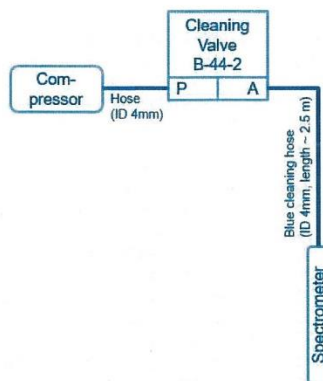 Cleaning
Valve
B-44-2
P
A
Com-
pressor
Hose
(ID 4mm)
Blue cleaning hose
(ID 4mm, length ~ 2.5 m)
Spectrometer